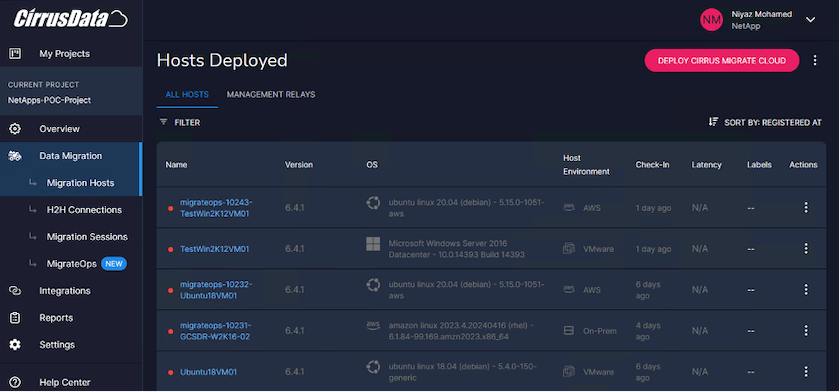 CirrusData
NM
Niyaz Mohamed
NetApp
My Projects
CURRENT PROJECT
NetApps-POC-Project
Overview
Data Migration
Migration Hosts
H2H Connections
Migration Sessions
MigrateOps NEW
Integrations
Reports
Settings
Help Center
Hosts Deployed
DEPLOY CIRRUS MIGRATE CLOUD
ALL HOSTS MANAGEMENT RELAYS
FILTER
SORT BY: REGISTERED AT
Name Version OS Host Environment Check-In Latency Labels Actions
migrateops-10243-
TestWin2K12VM01
6.4.1
ubuntu linux 20.04 (debian) - 5.15.0-1051-
aws
AWS
1 day ago
N/A
--
TestWin2K12VM01
6.4.1
Microsoft Windows Server 2016
Datacenter - 10.0.14393 Build 14393
VMware
1 day ago
N/A
--
migrateops-10232-
Ubuntu18VM01
6.4.1
ubuntu linux 20.04 (debian) - 5.15.0-1051-
aws
AWS
6 days
ago
N/A
--
migrateops-10231-
GCSDR-W2K16-02
6.4.1
aws
amazon linux 2023.4.20240416 (rhel) -
6.1.84-99.169.amzn2023.x86_64
On-Prem
4 days
ago
N/A
--
Ubuntu18VM01
6.4.1
ubuntu linux 18.04 (debian) - 5.4.0-150-
generic
VMware
6 days
ago
N/A
--